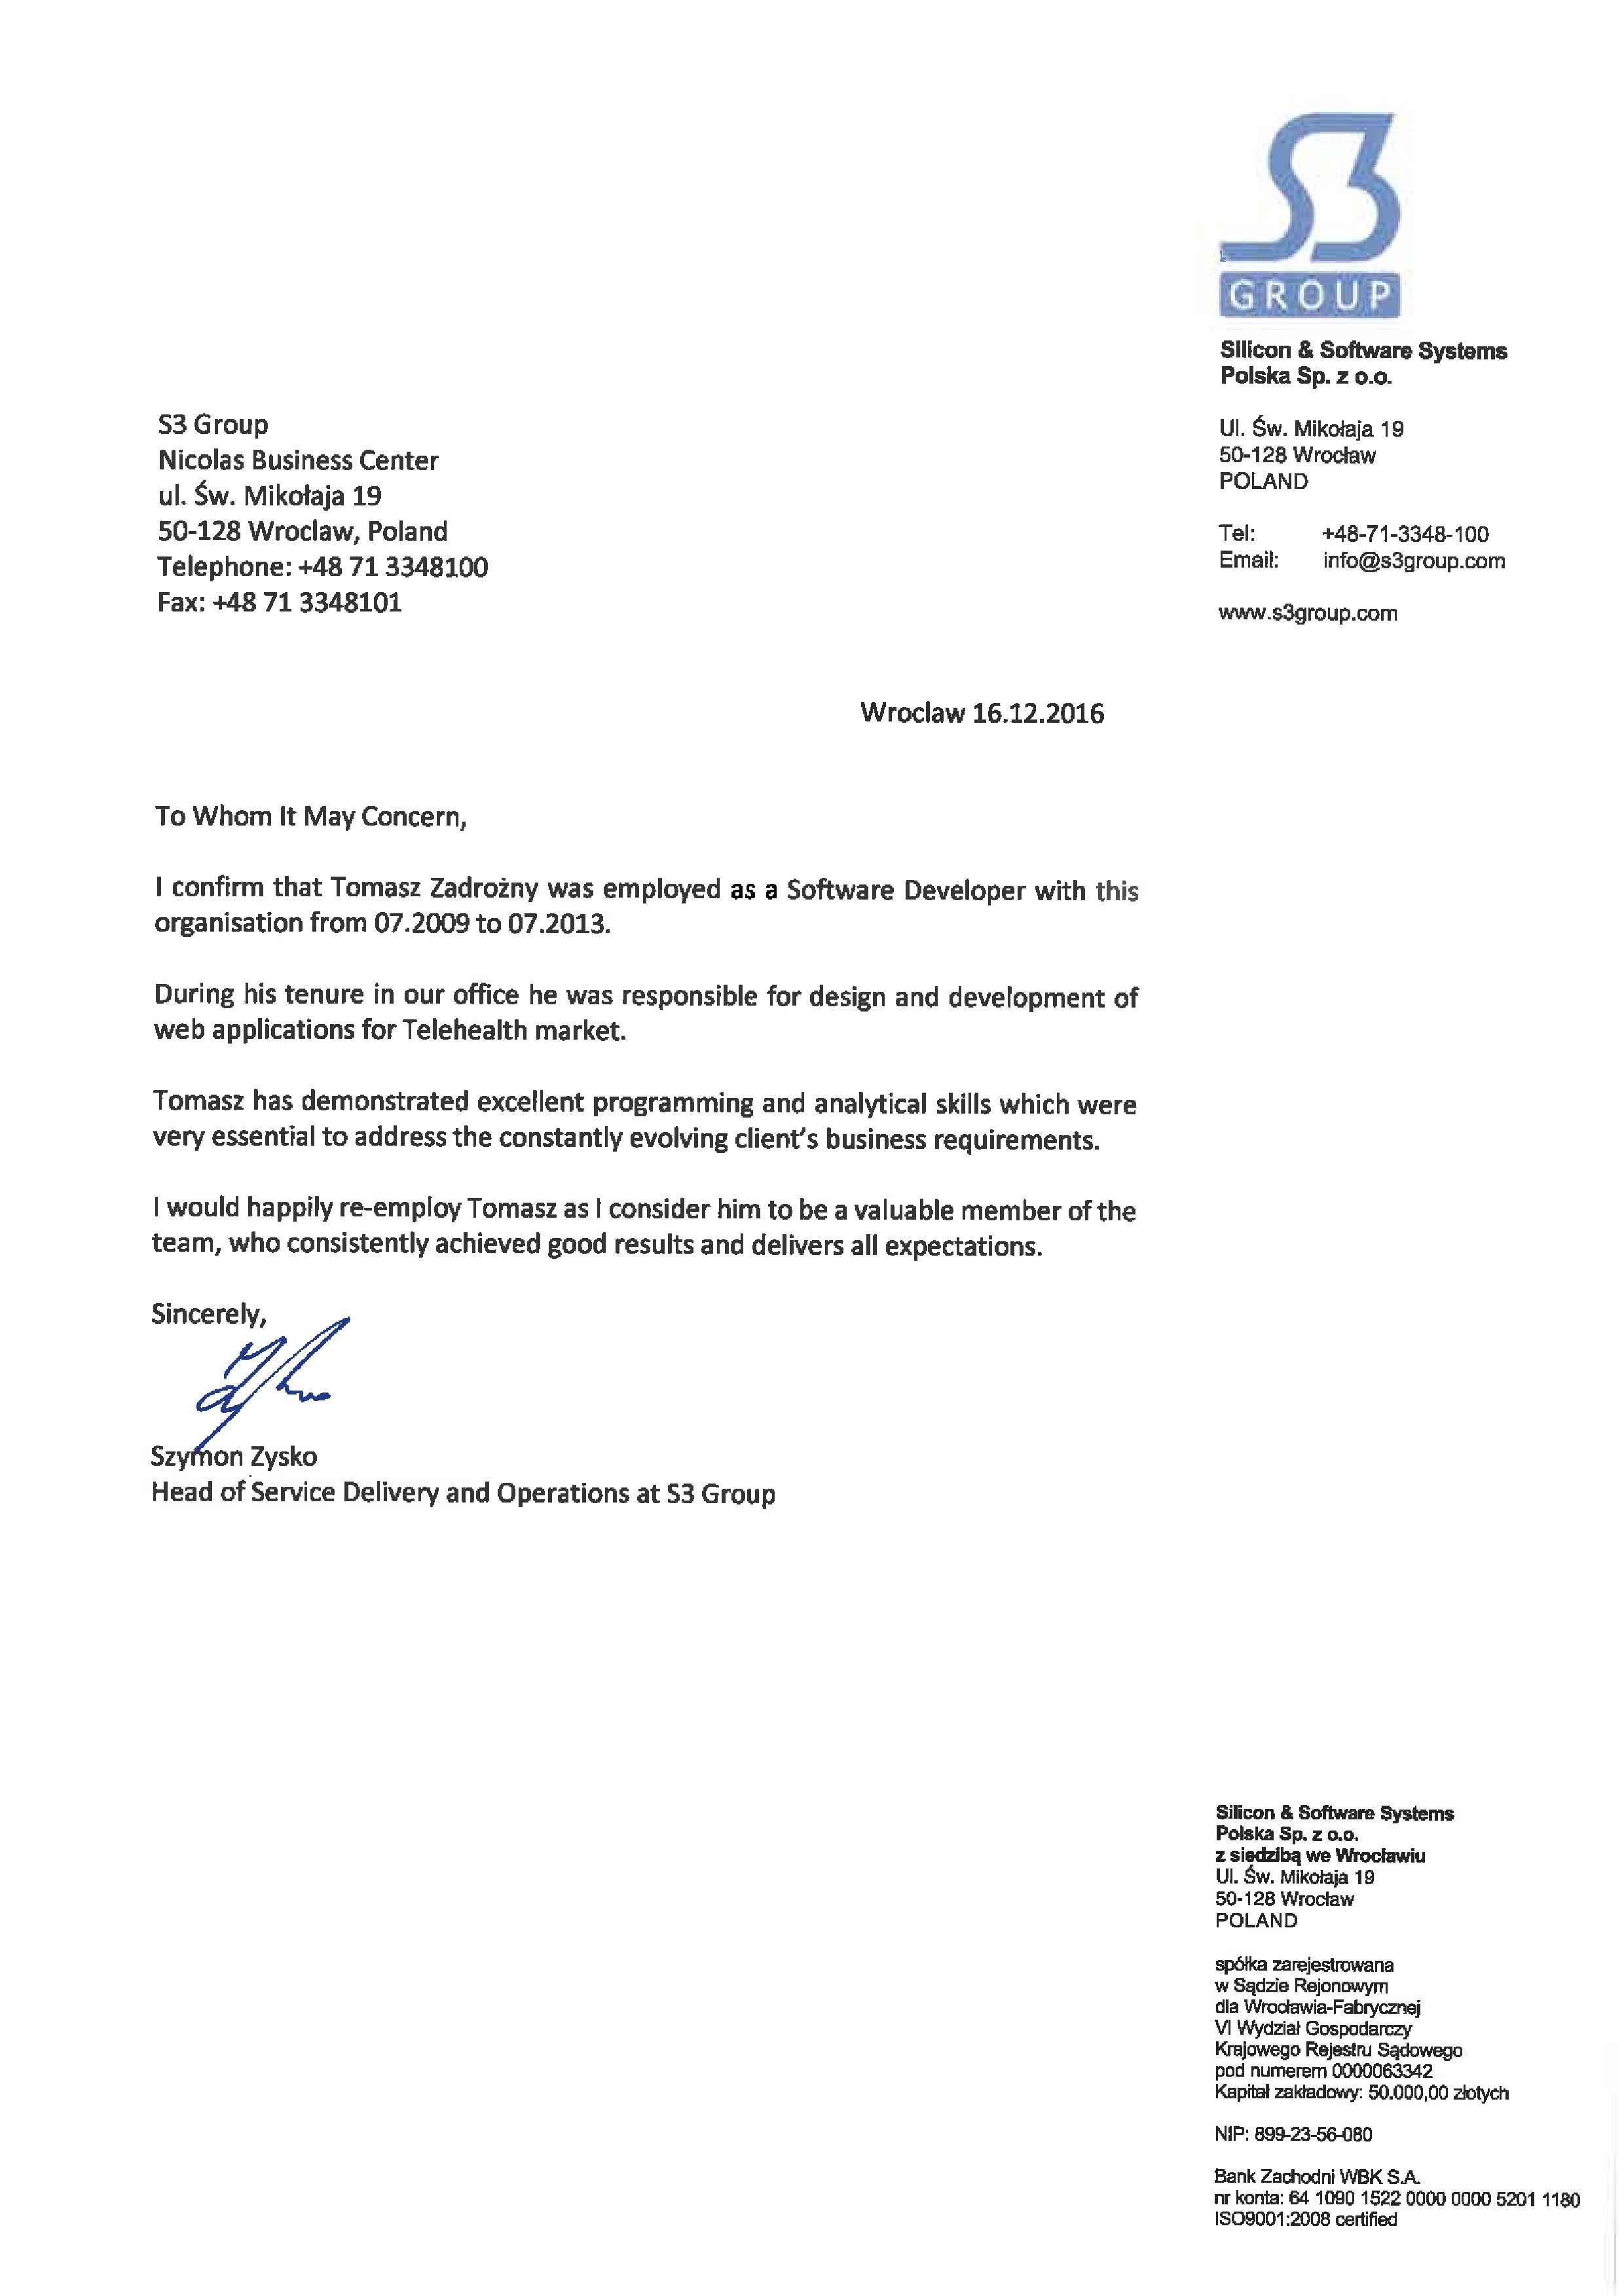 S3
GROUP
Silicon & Software Systems
Polska Sp. z o.o.
Ul. Św. Mikołaja 19
50-128 Wrocław
POLAND
Tel: +48-71-3348-100
Email: info@s3group.com
www.s3group.com
S3 Group
Nicolas Business Center
ul. Św. Mikołaja 19
50-128 Wroclaw, Poland
Telephone: +48 71 3348100
Fax: +48 71 3348101
Wroclaw 16.12.2016
To Whom It May Concern,
I confirm that Tomasz Zadrożny was employed as a Software Developer with this
organisation from 07.2009 to 07.2013.
During his tenure in our office he was responsible for design and development of
web applications for Telehealth market.
Tomasz has demonstrated excellent programming and analytical skills which were
very essential to address the constantly evolving client's business requirements.
I would happily re-employ Tomasz as I consider him to be a valuable member of the
team, who consistently achieved good results and delivers all expectations.
Sincerely,
Szymon Zysko
Head of Service Delivery and Operations at S3 Group
Silicon & Software Systems
Polska Sp. z o.o.
z siedzibą we Wrocławiu
Ul. Św. Mikołaja 19
50-128 Wrocław
POLAND
spółka zarejestrowana
w Sądzie Rejonowym
dla Wrocławia-Fabrycznej
VI Wydział Gospodarczy
Krajowego Rejestru Sądowego
pod numerem 0000063342
Kapitał zakładowy: 50.000,00 złotych
NIP: 899-23-56-080
Bank Zachodni WBK S.A.
nr konta: 64 1090 1522 0000 0000 5201 1180
ISO9001:2008 certified